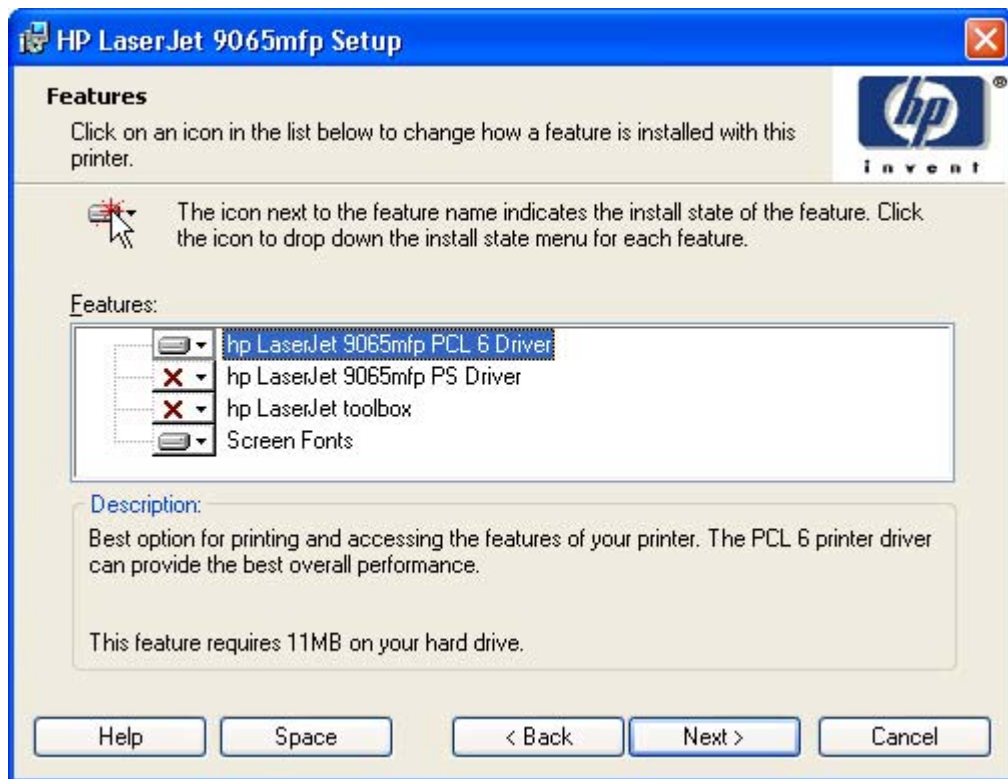 HP LaserJet 9065mfp Setup
Features
Click on an icon in the list below to change how a feature is installed with this
printer.
hp
®
invent
The icon next to the feature name indicates the install state of the feature. Click
the icon to drop down the install state menu for each feature.
Features:
hp LaserJet 9065mfp PCL 6 Driver
hp LaserJet 9065mfp PS Driver
hp LaserJet toolbox
Screen Fonts
Description:
Best option for printing and accessing the features of your printer. The PCL 6 printer driver
can provide the best overall performance.
This feature requires 11MB on your hard drive.
Help
Space
< Back
Next >
Cancel